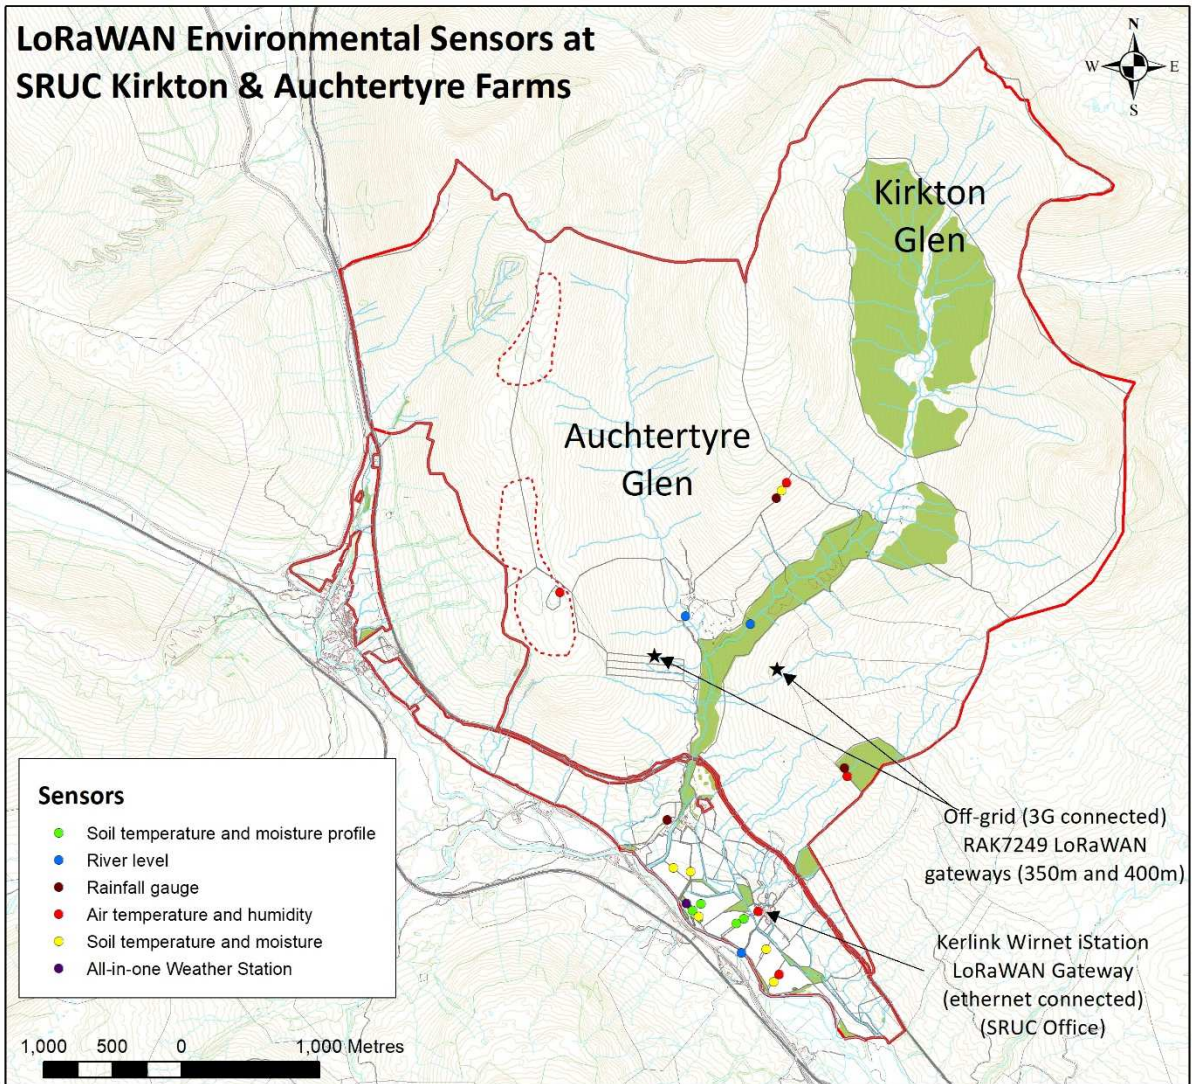 LoRaWAN Environmental Sensors at
SRUC Kirkton & Auchtertyre Farms
N
W E
S
Kirkton
Glen
Auchtertyre
Glen
Sensors
Soil temperature and moisture profile
River level
Rainfall gauge
Air temperature and humidity
Soil temperature and moisture
All-in-one Weather Station
Off-grid (3G connected)
RAK7249 LoRaWAN
gateways (350m and 400m)
Kerlink Wirnet iStation
LoRaWAN Gateway
(ethernet connected)
(SRUC Office)
1,000 500 0 1,000 Metres